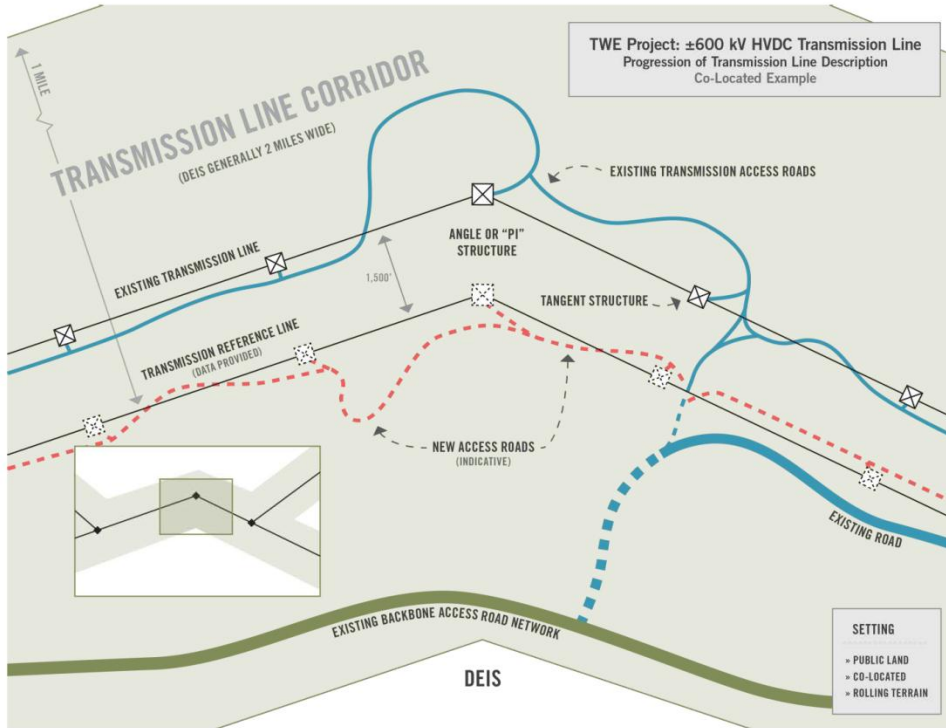 TWE Project: ±600 kV HVDC Transmission Line
Progression of Transmission Line Description
Co-Located Example
1 MILE
TRANSMISSION LINE CORRIDOR
(DEIS GENERALLY 2 MILES WIDE)
EXISTING TRANSMISSION ACCESS ROADS
ANGLE OR "PI"
STRUCTURE
EXISTING TRANSMISSION LINE
1,500'
TANGENT STRUCTURE
TRANSMISSION REFERENCE LINE
(DATA PROVIDED)
NEW ACCESS ROADS
(INDICATIVE)
EXISTING ROAD
EXISTING BACKBONE ACCESS ROAD NETWORK
DEIS
SETTING
» PUBLIC LAND
» CO-LOCATED
» ROLLING TERRAIN